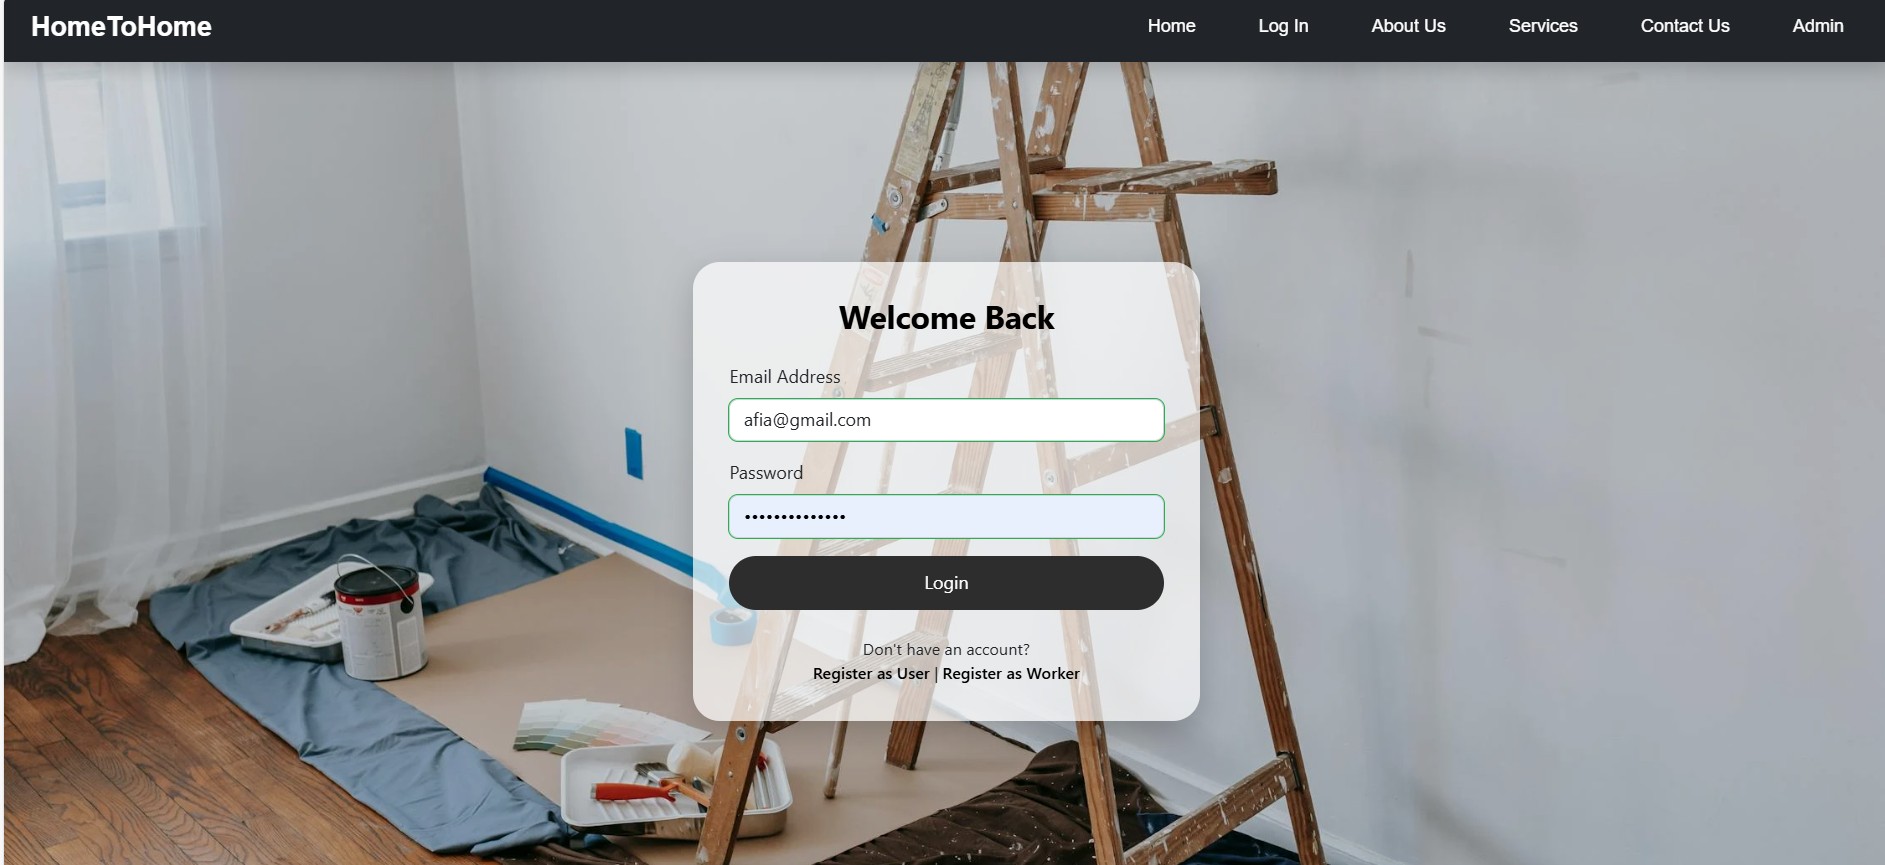 HomeToHome
Home Log In About Us Services Contact Us Admin
Welcome Back
Email Address
afia@gmail.com
Password
••••••••••••••
Login
Don't have an account?
Register as User | Register as Worker